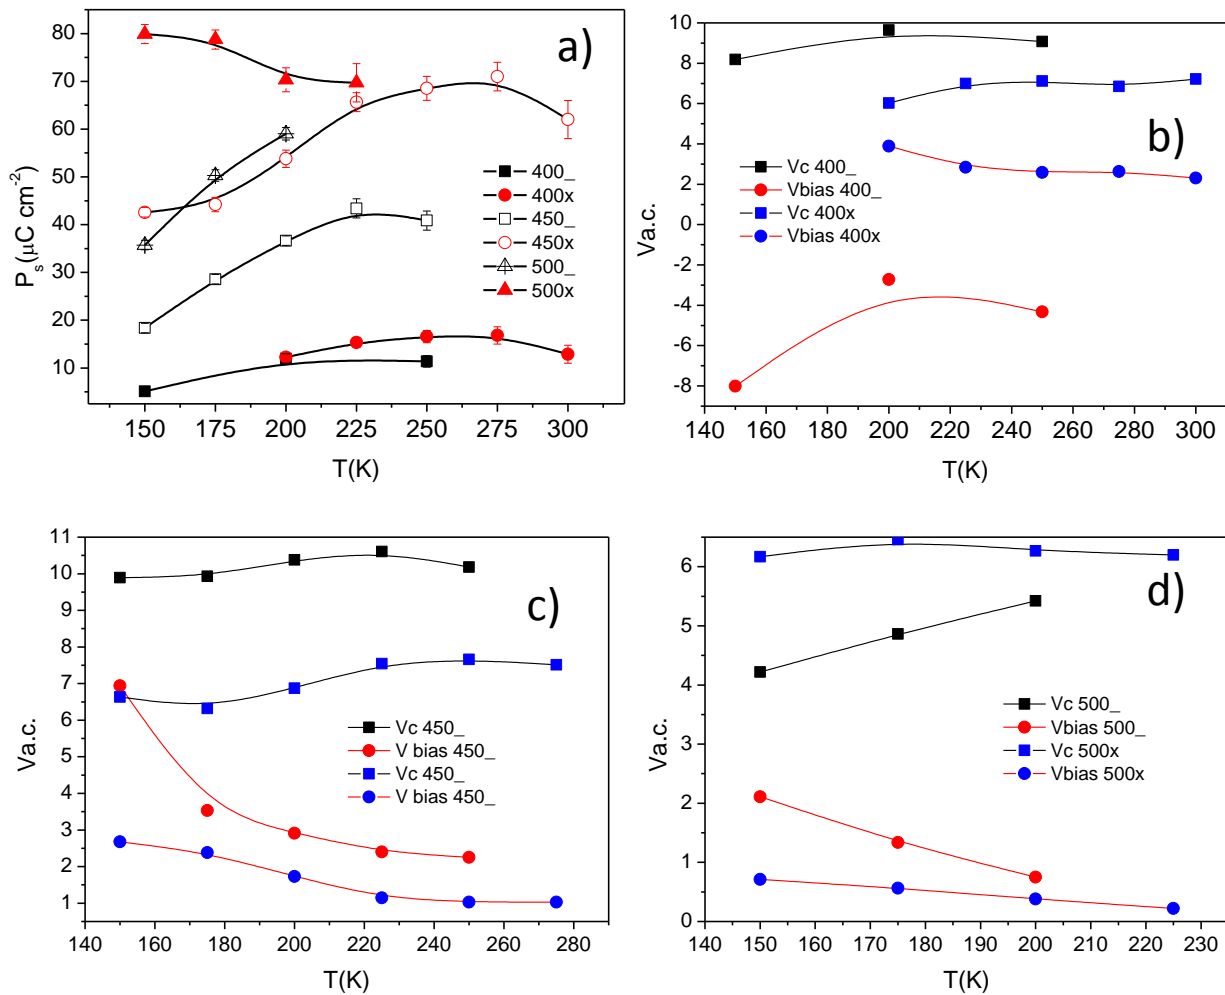 a)
P_s(μC cm⁻²)
80
70
60
50
40
30
20
10
400_
400x
450_
450x
500_
500x
150 175 200 225 250 275 300
T(K)
b)
Va.c.
10
8
6
4
2
0
-2
-4
-6
-8
Vc 400_
Vbias 400_
Vc 400x
Vbias 400x
140 160 180 200 220 240 260 280 300
T(K)
c)
Va.c.
11
10
9
8
7
6
5
4
3
2
1
Vc 450_
V bias 450_
Vc 450_
V bias 450_
140 160 180 200 220 240 260 280
T(K)
d)
Va.c.
6
5
4
3
2
1
0
Vc 500_
Vbias 500_
Vc 500x
Vbias 500x
140 150 160 170 180 190 200 210 220 230
T(K)